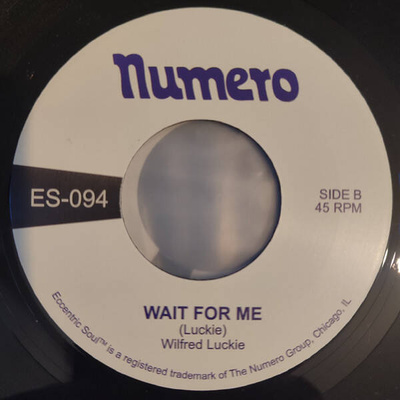 numero
ES-094
SIDE B
45 RPM
WAIT FOR ME
(Luckie)
Wilfred Luckie
Eccentric Soul™ is a registered trademark of The Numero Group, Chicago, IL